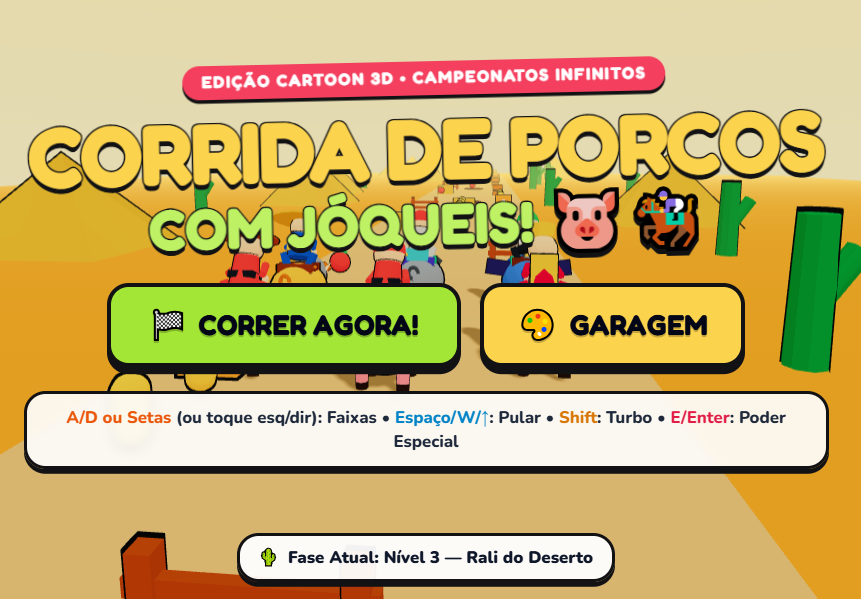 EDIÇÃO CARTOON 3D • CAMPEONATOS INFINITOS
CORRIDA DE PORCOS
COM JÓQUEIS!
CORRER AGORA!
GARAGEM
A/D ou Setas (ou toque esq/dir): Faixas • Espaço/W/↑: Pular • Shift: Turbo • E/Enter: Poder
Especial
Fase Atual: Nível 3 — Rali do Deserto